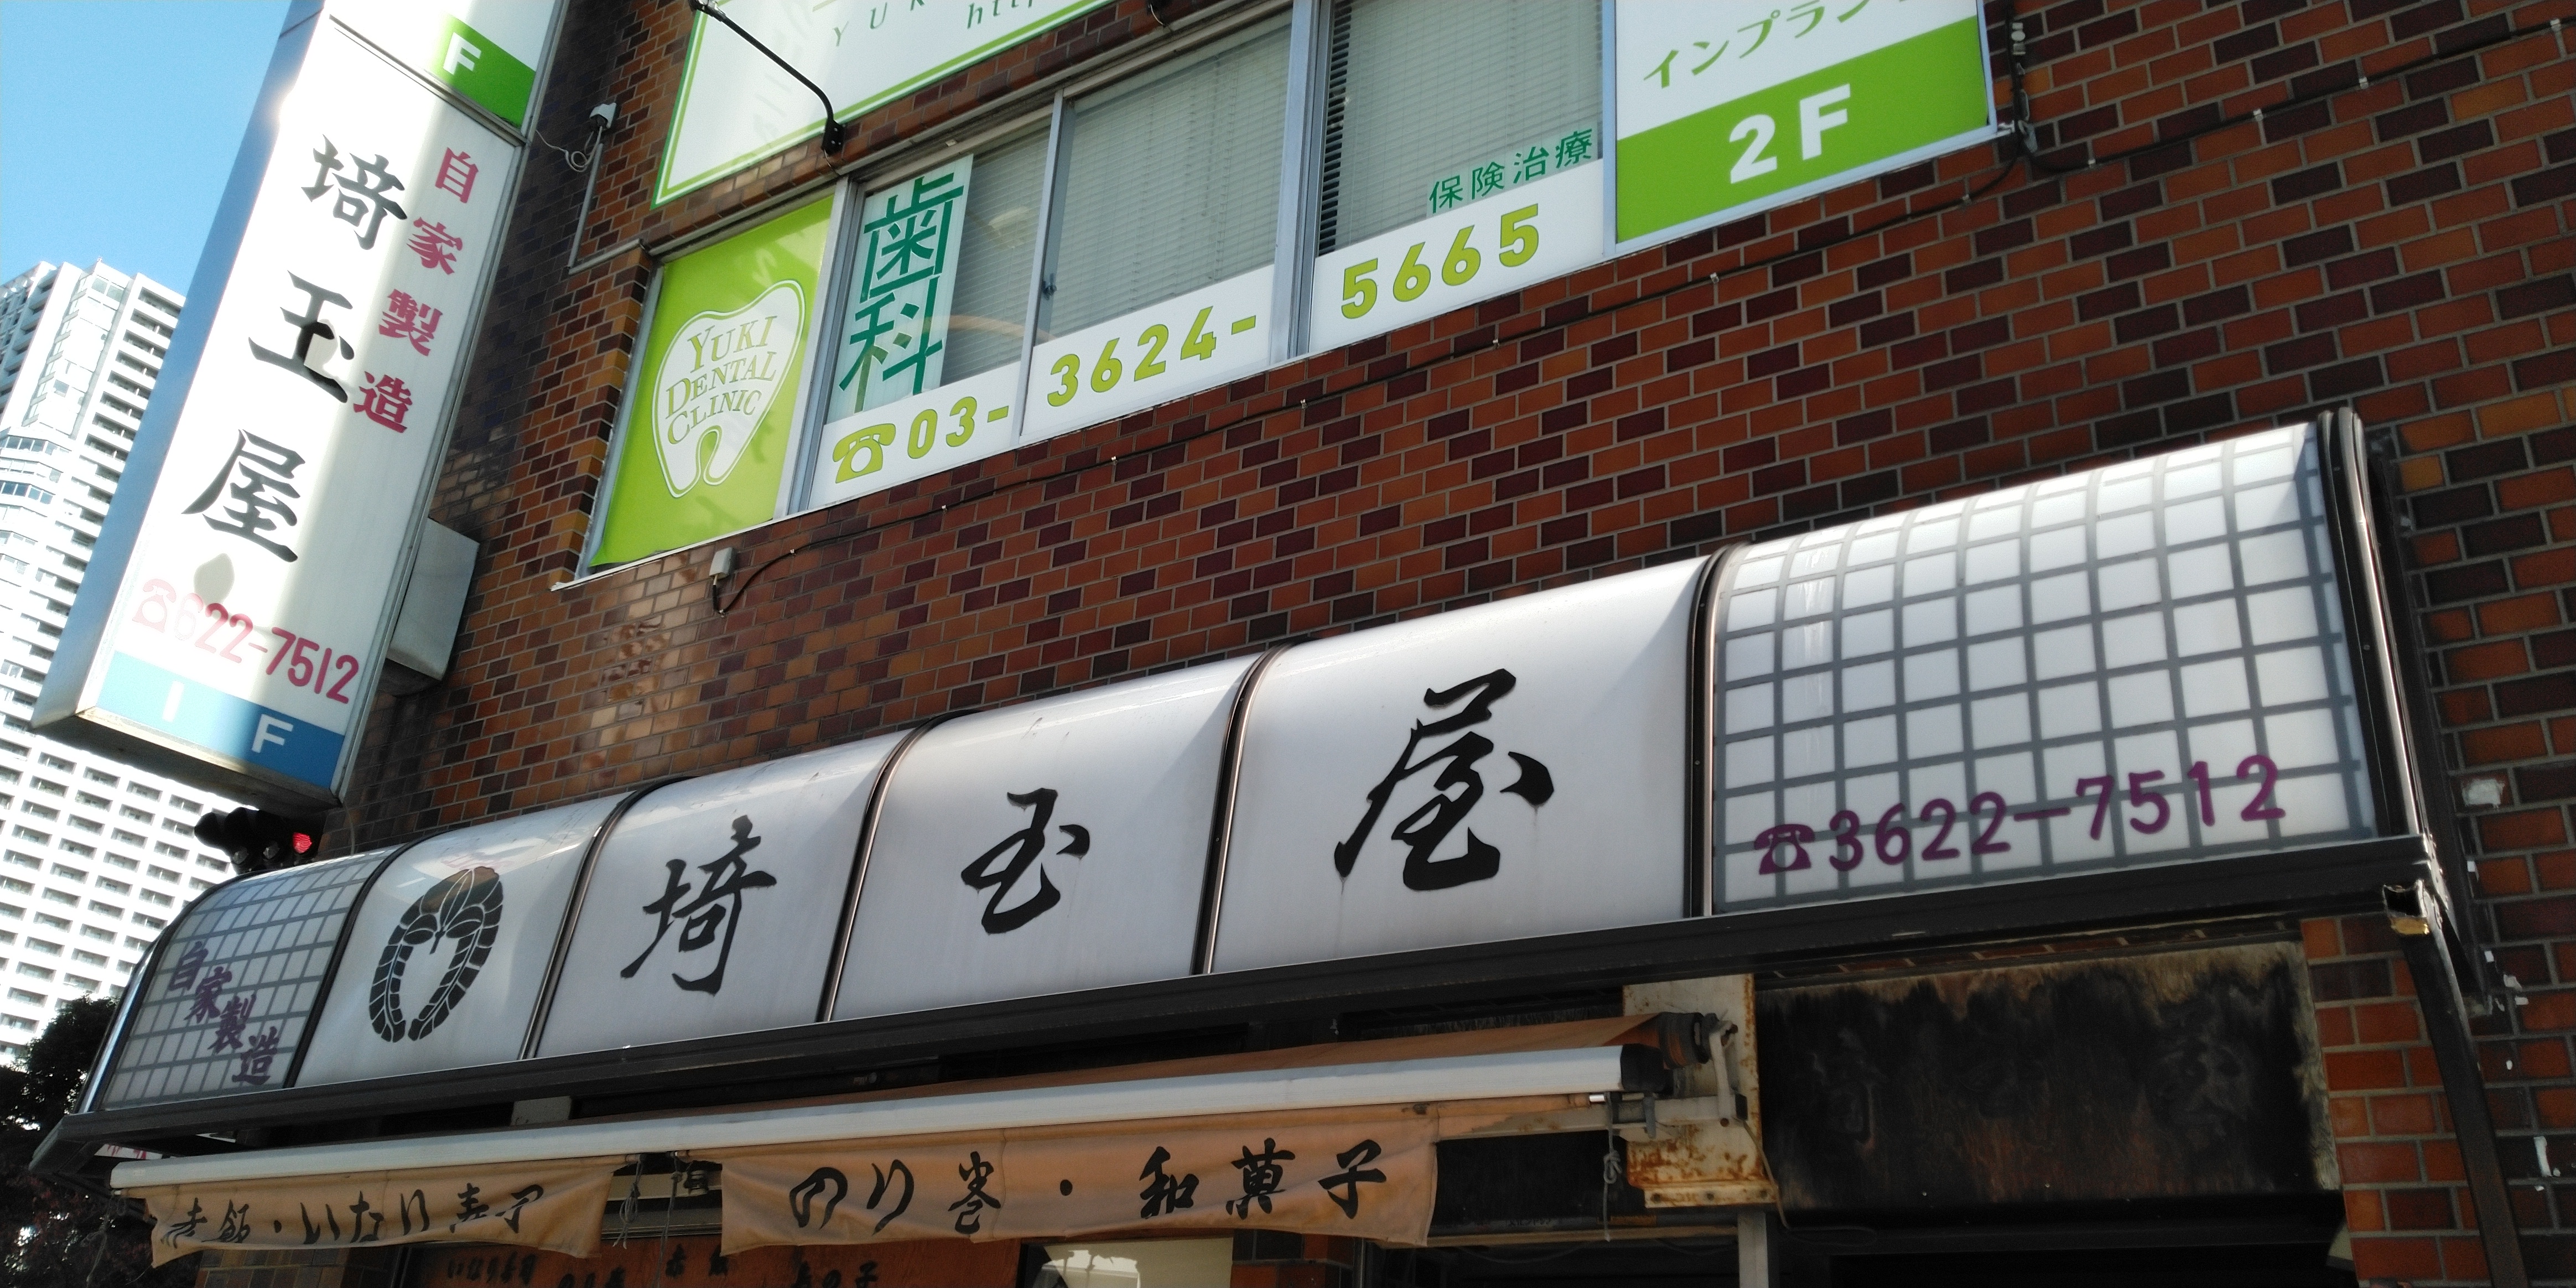 F
自家製造
埼玉屋
☎622-7512
1F
YUK
http
YUKI
DENTAL
CLINIC
歯科
☎03-3624-5665
保険治療
インプラン
2F
自家製造
埼玉屋
☎3622-7512
赤飯・いなり寿司
のり巻・和菓子